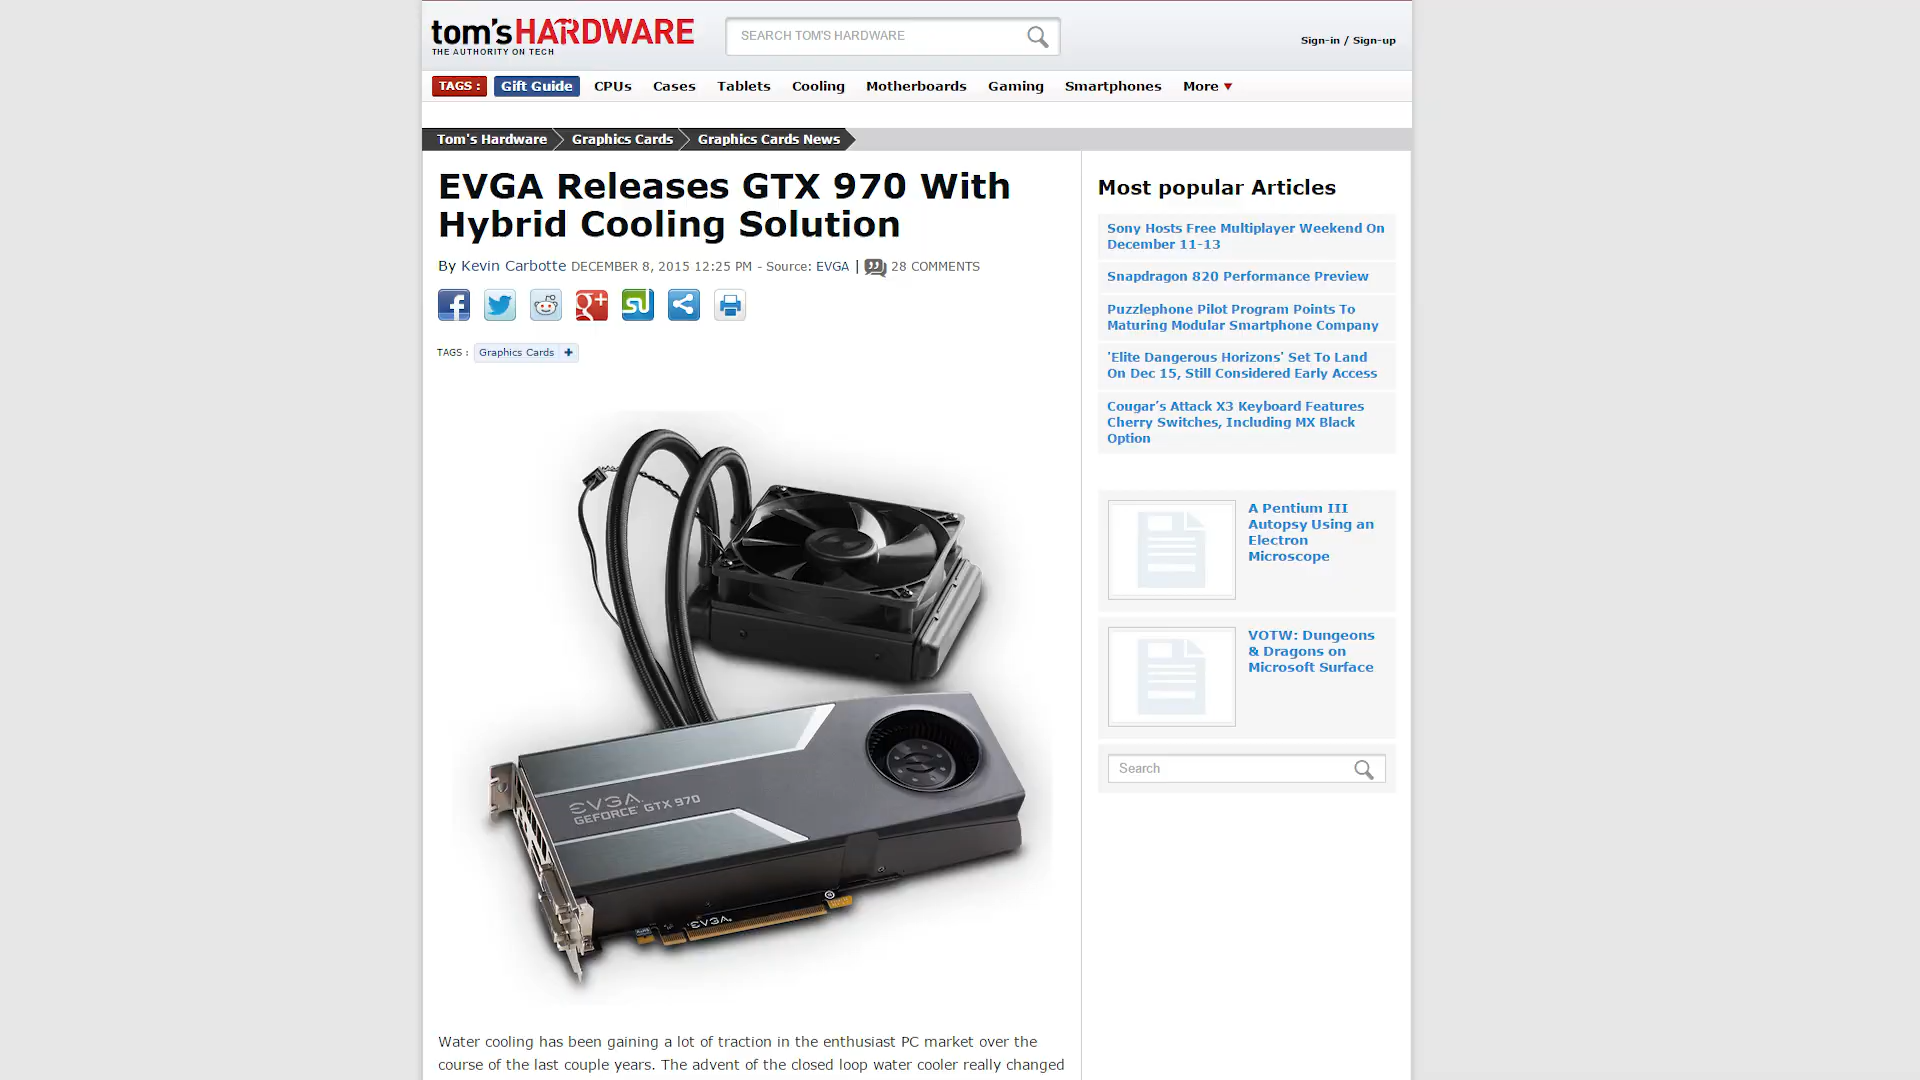 tom's HARDWARE
THE AUTHORITY ON TECH
SEARCH TOM'S HARDWARE
Sign-in / Sign-up
TAGS : Gift Guide CPUs Cases Tablets Cooling Motherboards Gaming Smartphones More
Tom's Hardware Graphics Cards Graphics Cards News
EVGA Releases GTX 970 With
Hybrid Cooling Solution
By Kevin Carbotte DECEMBER 8, 2015 12:25 PM - Source: EVGA | 28 COMMENTS
TAGS : Graphics Cards +
EVGA
GEFORCE GTX 970
EVGA
Water cooling has been gaining a lot of traction in the enthusiast PC market over the
course of the last couple years. The advent of the closed loop water cooler really changed
Most popular Articles
Sony Hosts Free Multiplayer Weekend On
December 11-13
Snapdragon 820 Performance Preview
Puzzlephone Pilot Program Points To
Maturing Modular Smartphone Company
'Elite Dangerous Horizons' Set To Land
On Dec 15, Still Considered Early Access
Cougar’s Attack X3 Keyboard Features
Cherry Switches, Including MX Black
Option
A Pentium III
Autopsy Using an
Electron
Microscope
VOTW: Dungeons
& Dragons on
Microsoft Surface
Search